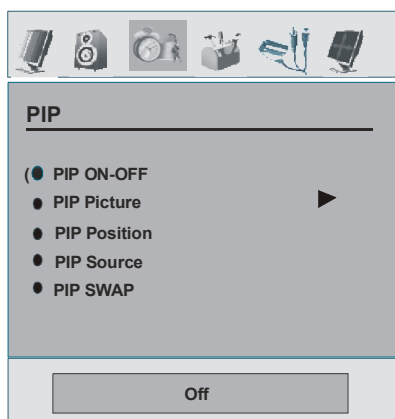 PIP
( PIP ON-OFF
PIP Picture
PIP Position
PIP Source
PIP SWAP
Off